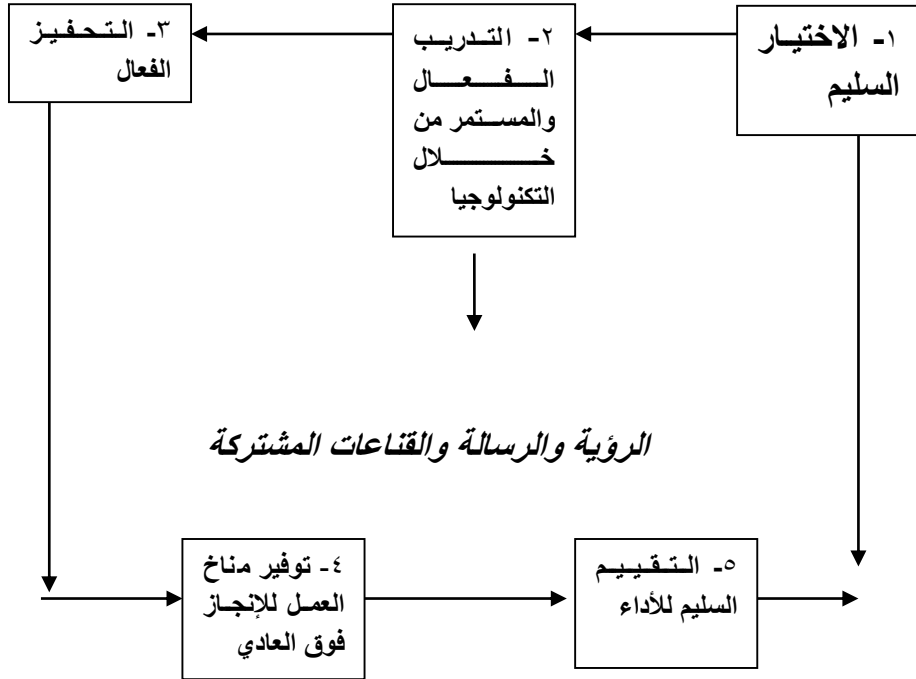 ١- الاختيار
السليم
٢- التدريب
الفعال
والمستمر من
خلال
التكنولوجيا
٣- التحفيز
الفعال
الرؤية والرسالة والقناعات المشتركة
٤- توفير مناخ
العمل للإنجاز
فوق العادي
٥- التقييم
السليم للأداء